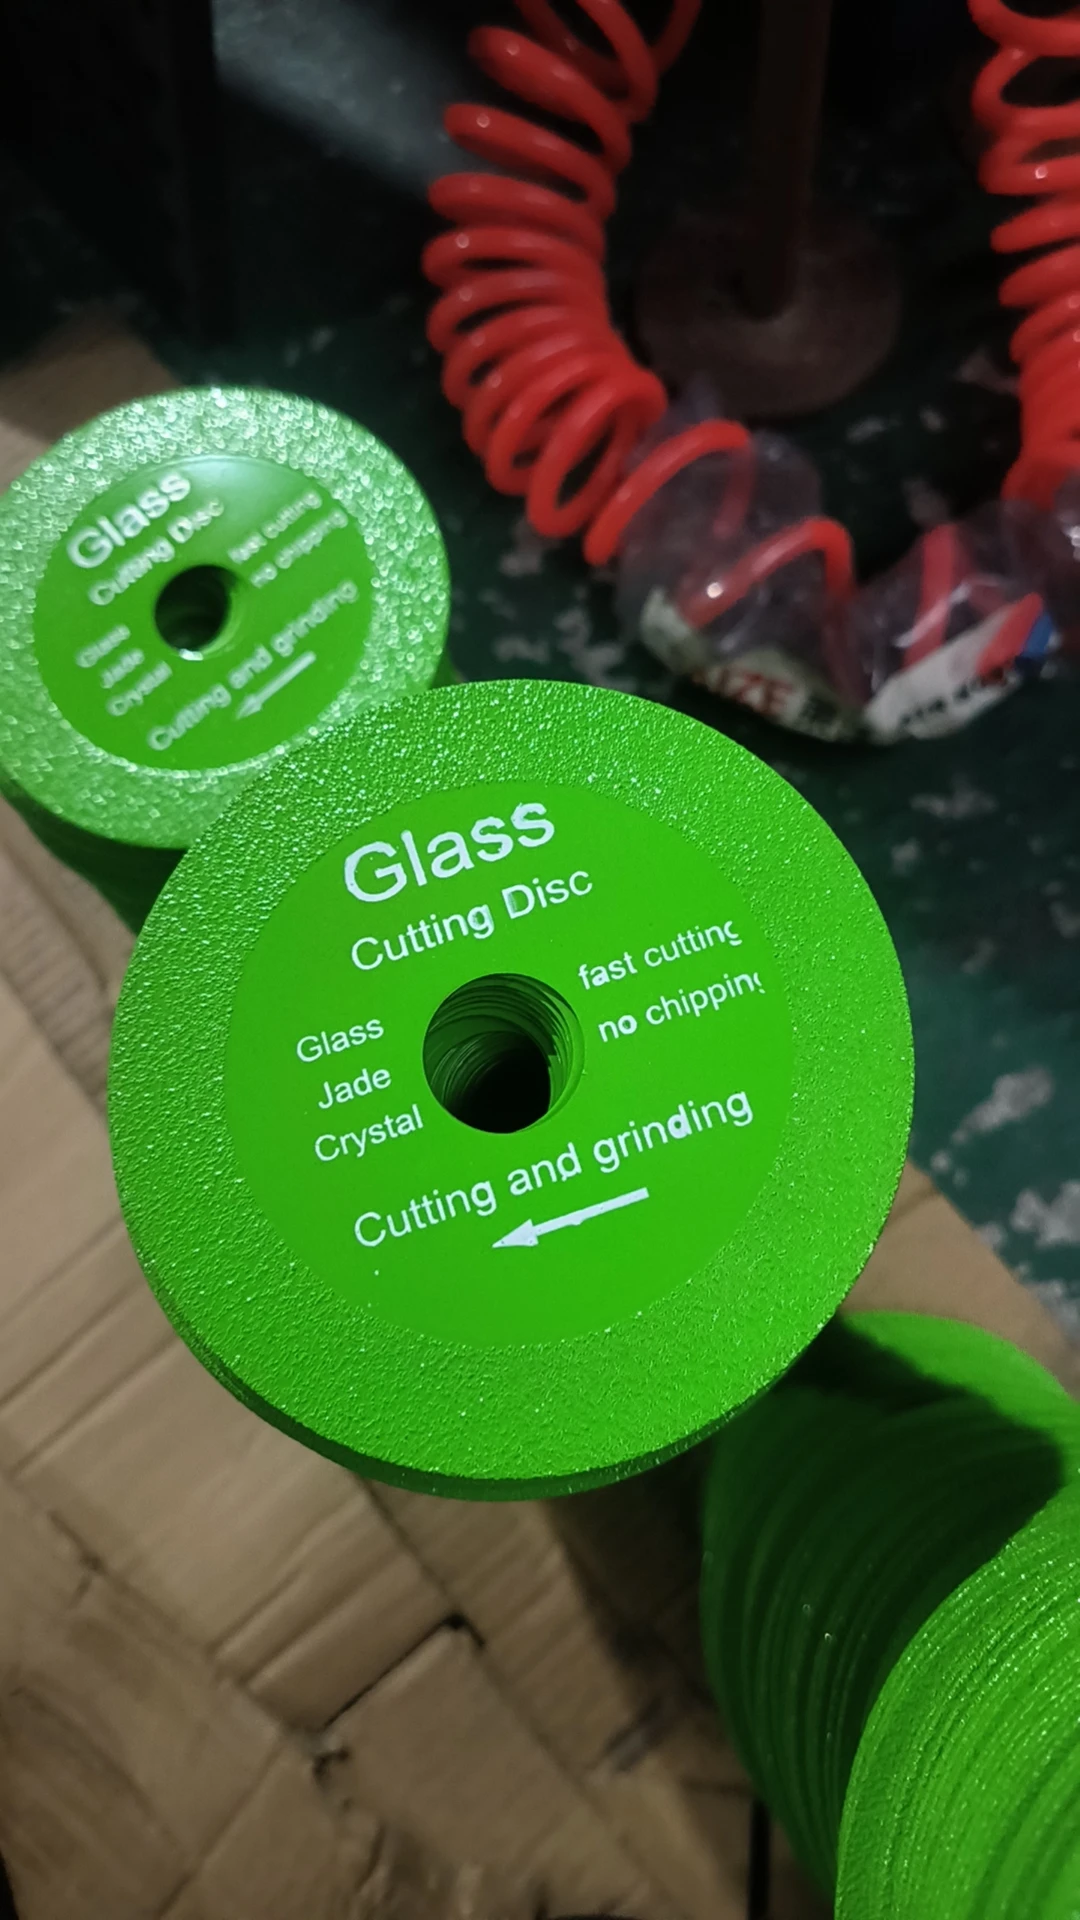 Glass
Cutting Disc
fast cutting
no chipping
Glass
Jade
Crystal
Cutting and grinding
Glass
Cutting Disc
fast cutting
no chipping
Glass
Jade
Crystal
Cutting and grinding